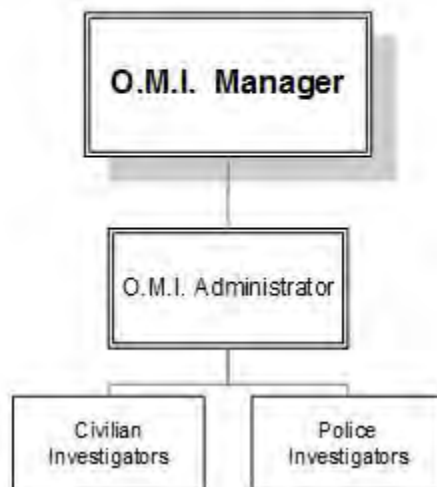 O.M.I. Manager
O.M.I. Administrator
Civilian
Investigators
Police
Investigators